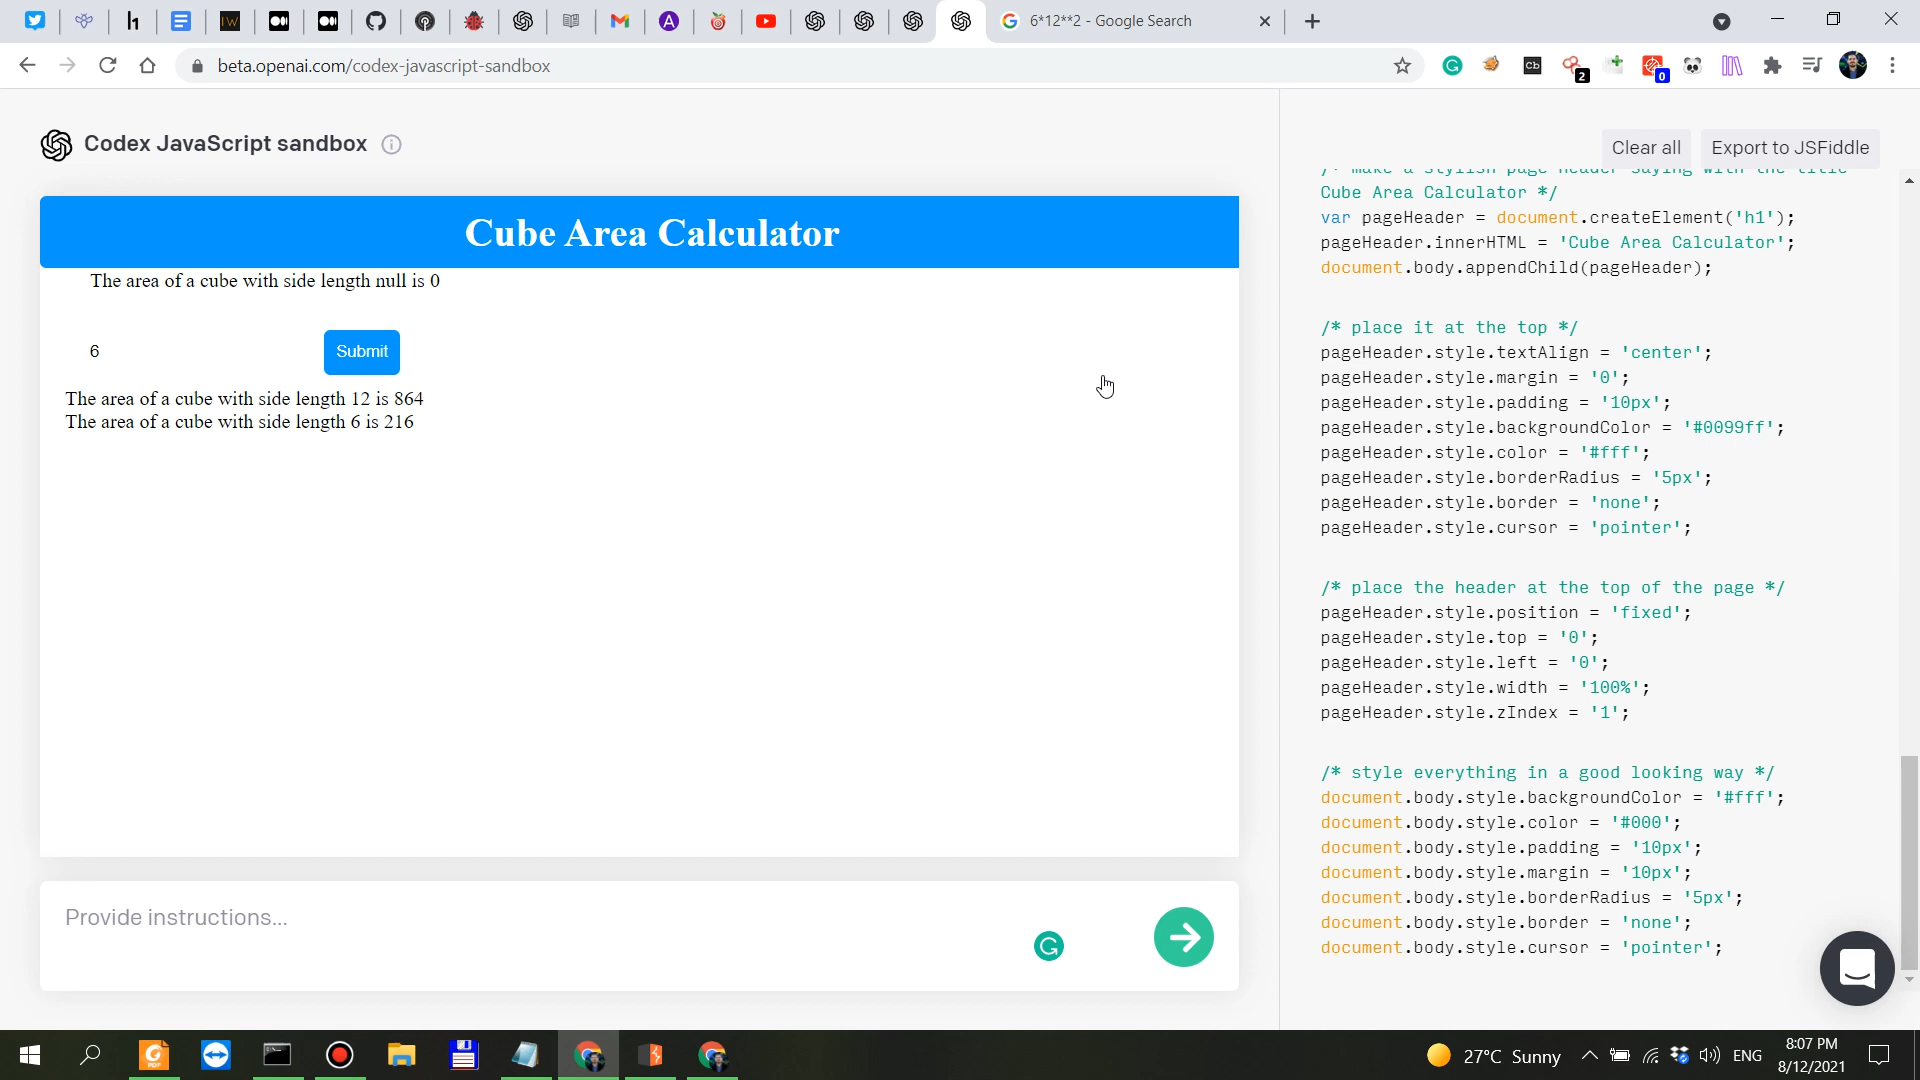 6*12**2 - Google Search
beta.openai.com/codex-javascript-sandbox
Codex JavaScript sandbox
Clear all
Export to JSFiddle
Cube Area Calculator
The area of a cube with side length null is 0
6
Submit
The area of a cube with side length 12 is 864
The area of a cube with side length 6 is 216
Provide instructions...
/* make a stylish page header saying with the title
Cube Area Calculator */
var pageHeader = document.createElement('h1');
pageHeader.innerHTML = 'Cube Area Calculator';
document.body.appendChild(pageHeader);
/* place it at the top */
pageHeader.style.textAlign = 'center';
pageHeader.style.margin = '0';
pageHeader.style.padding = '10px';
pageHeader.style.backgroundColor = '#0099ff';
pageHeader.style.color = '#fff';
pageHeader.style.borderRadius = '5px';
pageHeader.style.border = 'none';
pageHeader.style.cursor = 'pointer';
/* place the header at the top of the page */
pageHeader.style.position = 'fixed';
pageHeader.style.top = '0';
pageHeader.style.left = '0';
pageHeader.style.width = '100%';
pageHeader.style.zIndex = '1';
/* style everything in a good looking way */
document.body.style.backgroundColor = '#fff';
document.body.style.color = '#000';
document.body.style.padding = '10px';
document.body.style.margin = '10px';
document.body.style.borderRadius = '5px';
document.body.style.border = 'none';
document.body.style.cursor = 'pointer';
27°C Sunny
ENG
8:07 PM
8/12/2021